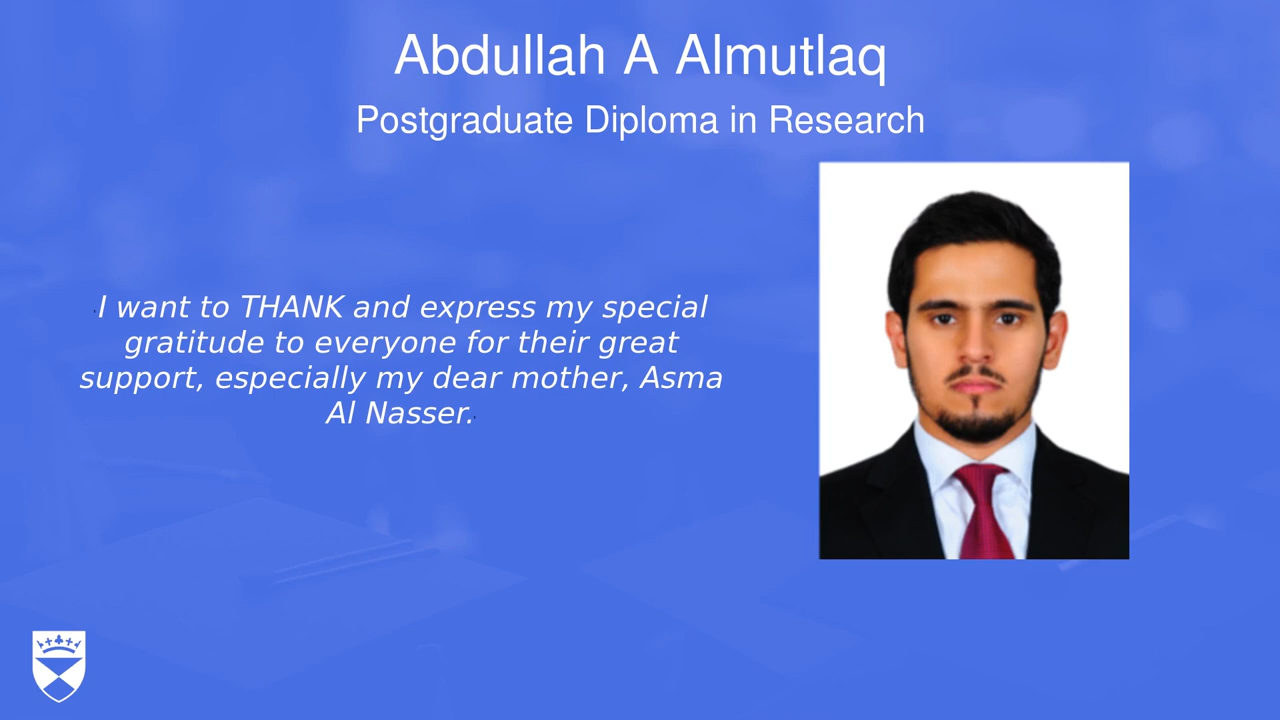 Abdullah A Almutlaq
Postgraduate Diploma in Research
I want to THANK and express my special
gratitude to everyone for their great
support, especially my dear mother, Asma
Al Nasser.